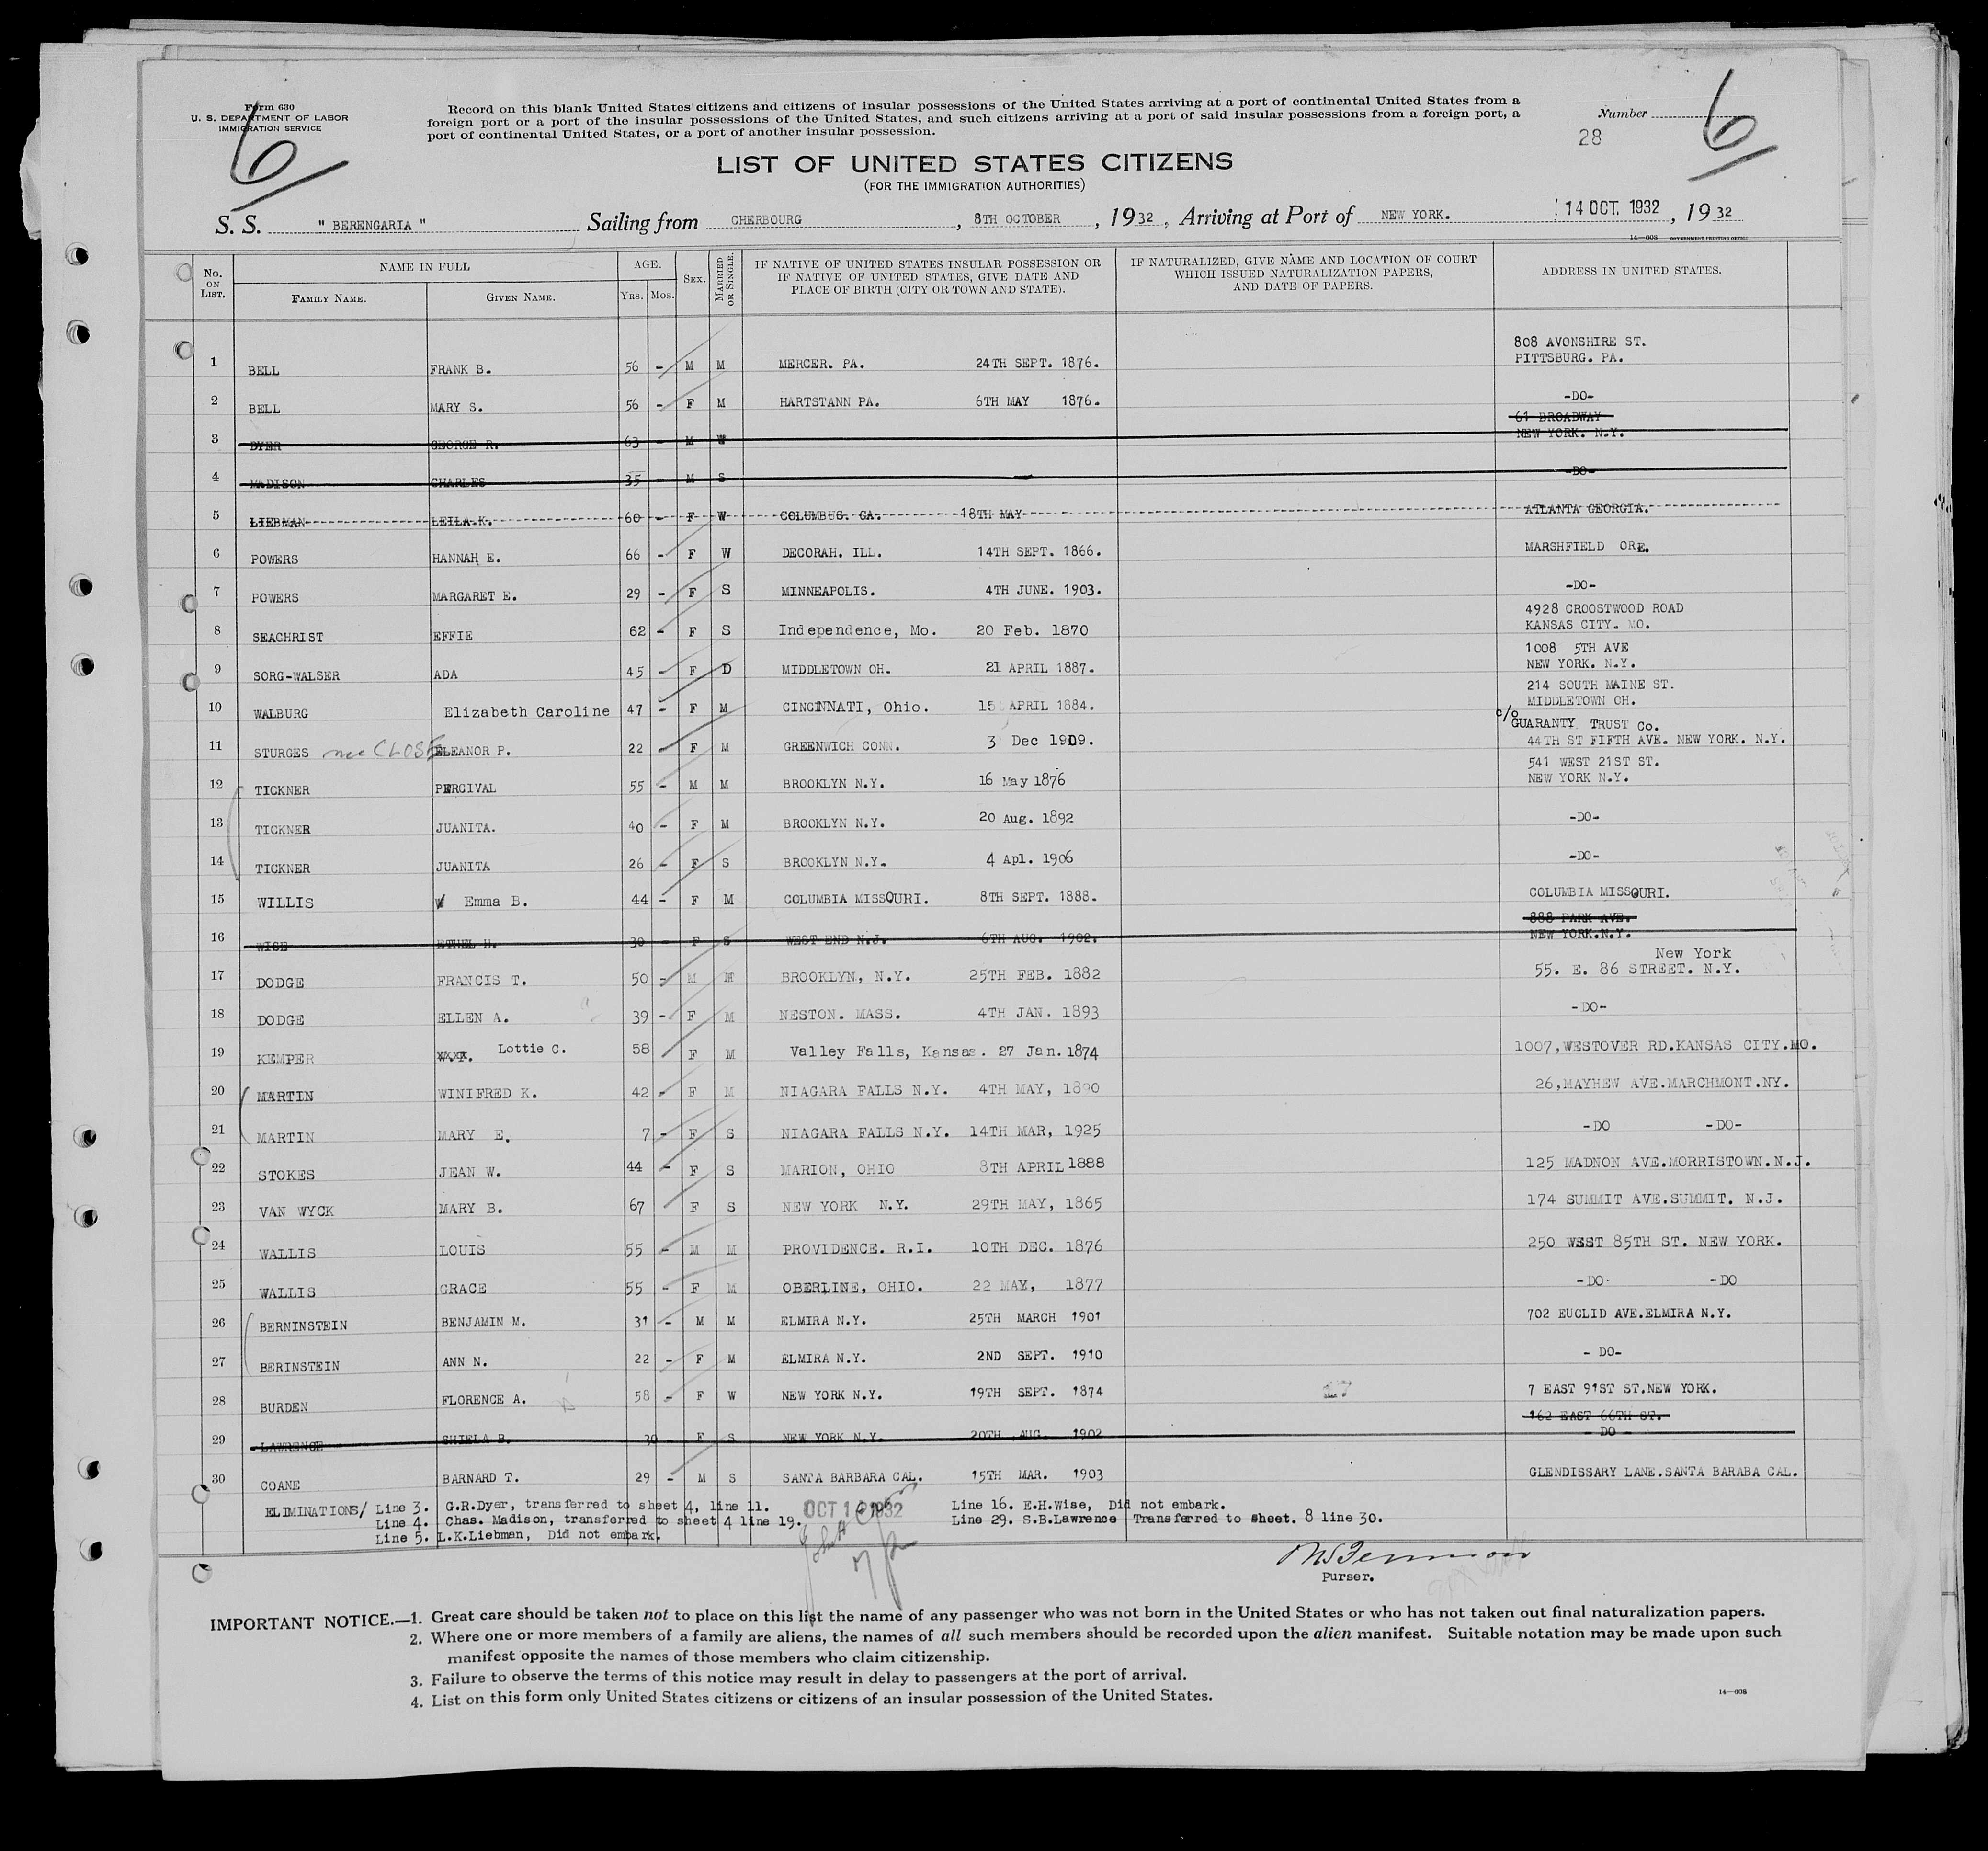 Form 630
U. S. DEPARTMENT OF LABOR
IMMIGRATION SERVICE
6
Record on this blank United States citizens and citizens of insular possessions of the United States arriving at a port of continental United States from a
foreign port or a port of the insular possessions of the United States, and such citizens arriving at a port of said insular possessions from a foreign port, a
port of continental United States, or a port of another insular possession.
Number 6
28
LIST OF UNITED STATES CITIZENS
(FOR THE IMMIGRATION AUTHORITIES)
S. S. " BERENGARIA " Sailing from CHERBOURG, 8TH OCTOBER, 1932, Arriving at Port of NEW YORK. 14 OCT. 1932, 1932
14—608 GOVERNMENT PRINTING OFFICE
No. ON LIST. NAME IN FULL FAMILY NAME. GIVEN NAME. AGE. YRS. MOS. SEX. MARRIED OR SINGLE. IF NATIVE OF UNITED STATES INSULAR POSSESSION OR IF NATIVE OF UNITED STATES, GIVE DATE AND PLACE OF BIRTH (CITY OR TOWN AND STATE). IF NATURALIZED, GIVE NAME AND LOCATION OF COURT WHICH ISSUED NATURALIZATION PAPERS, AND DATE OF PAPERS. ADDRESS IN UNITED STATES.
1 BELL FRANK B. 56 - M M MERCER. PA. 24TH SEPT. 1876. 808 AVONSHIRE ST. PITTSBURG. PA.
2 BELL MARY S. 56 - F M HARTSTANN PA. 6TH MAY 1876. -DO-
3 DYER GEORGE R. 63 - M W 61 BROADWAY NEW YORK. N.Y.
4 MADISON CHARLES 35 - M S - -DO-
5 LIEBMAN LEILA K. 60 - F W COLUMBUS. GA. 18TH MAY ATLANTA GEORGIA.
6 POWERS HANNAH E. 66 - F W DECORAH. ILL. 14TH SEPT. 1866. MARSHFIELD ORE.
7 POWERS MARGARET E. 29 - F S MINNEAPOLIS. 4TH JUNE. 1903. -DO-
8 SEACHRIST EFFIE 62 - F S Independence, Mo. 20 Feb. 1870 4928 CROOSTWOOD ROAD KANSAS CITY. MO.
9 SORG-WALSER ADA 45 - F D MIDDLETOWN OH. 21 APRIL 1887. 1008 5TH AVE NEW YORK. N.Y.
10 WALBURG Elizabeth Caroline 47 - F M CINCINNATI, Ohio. 15 APRIL 1884. 214 SOUTH MAINE ST. MIDDLETOWN OH.
11 STURGES nee CLOSE ELEANOR P. 22 - F M GREENWICH CONN. 3 Dec 1909. c/o GUARANTY TRUST Co. 44TH ST FIFTH AVE. NEW YORK. N.Y.
12 TICKNER PERCIVAL 55 - M M BROOKLYN N.Y. 16 May 1876 541 WEST 21ST ST. NEW YORK N.Y.
13 TICKNER JUANITA. 40 - F M BROOKLYN N.Y. 20 Aug. 1892 -DO-
14 TICKNER JUANITA 26 - F S BROOKLYN N.Y. 4 Apl. 1906 -DO-
15 WILLIS W Emma B. 44 - F M COLUMBIA MISSOURI. 8TH SEPT. 1888. COLUMBIA MISSOURI.
16 WISE ETHEL H. 30 - F S WEST END N.J. 6TH AUG. 1902. 888 PARK AVE. NEW YORK.N.Y.
17 DODGE FRANCIS T. 50 - M M BROOKLYN, N.Y. 25TH FEB. 1882 New York 55. E. 86 STREET. N.Y.
18 DODGE ELLEN A. 39 - F M NESTON. MASS. 4TH JAN. 1893 -DO-
19 KEMPER Lottie C. 58 F M Valley Falls, Kansas. 27 Jan. 1874 1007, WESTOVER RD.KANSAS CITY.MO.
20 MARTIN WINIFRED K. 42 - F M NIAGARA FALLS N.Y. 4TH MAY, 1890 26,MAYHEW AVE.MARCHMONT.NY.
21 MARTIN MARY E. 7 - F S NIAGARA FALLS N.Y. 14TH MAR, 1925 -DO -DO-
22 STOKES JEAN W. 44 - F S MARION, OHIO 8TH APRIL 1888 125 MADNON AVE.MORRISTOWN.N.J.
23 VAN WYCK MARY B. 67 F S NEW YORK N.Y. 29TH MAY, 1865 174 SUMMIT AVE.SUMMIT. N.J.
24 WALLIS LOUIS 55 - M M PROVIDENCE. R.I. 10TH DEC. 1876 250 WEST 85TH ST. NEW YORK.
25 WALLIS GRACE 55 - F M OBERLINE, OHIO. 22 MAY, 1877 -DO- -DO
26 BERNINSTEIN BENJAMIN M. 31 - M M ELMIRA N.Y. 25TH MARCH 1901 702 EUCLID AVE.ELMIRA N.Y.
27 BERINSTEIN ANN N. 22 - F M ELMIRA N.Y. 2ND SEPT. 1910 - DO-
28 BURDEN FLORENCE A. 58 - F W NEW YORK N.Y. 19TH SEPT. 1874 17 7 EAST 91ST ST.NEW YORK.
29 LAWRENCE SHIELA B. 30 - F S NEW YORK N.Y. 20TH AUG. 1902 162 EAST 66TH ST. - DO -
30 COANE BARNARD T. 29 - M S SANTA BARBARA CAL. 15TH MAR. 1903 GLENDISSARY LANE.SANTA BARABA CAL.
ELIMINATIONS/ Line 3. G.R.Dyer, transferred to sheet 4, line 11. Line 16. E.H.Wise, Did not embark.
Line 4. Chas. Madison, transferred to sheet 4 line 19. Line 29. S.B.Lawrence Transferred to sheet. 8 line 30.
Line 5. L.K.Liebman, Did not embark.
Purser.
IMPORTANT NOTICE.—1. Great care should be taken not to place on this list the name of any passenger who was not born in the United States or who has not taken out final naturalization papers.
2. Where one or more members of a family are aliens, the names of all such members should be recorded upon the alien manifest. Suitable notation may be made upon such
manifest opposite the names of those members who claim citizenship.
3. Failure to observe the terms of this notice may result in delay to passengers at the port of arrival.
4. List on this form only United States citizens or citizens of an insular possession of the United States.
14—608